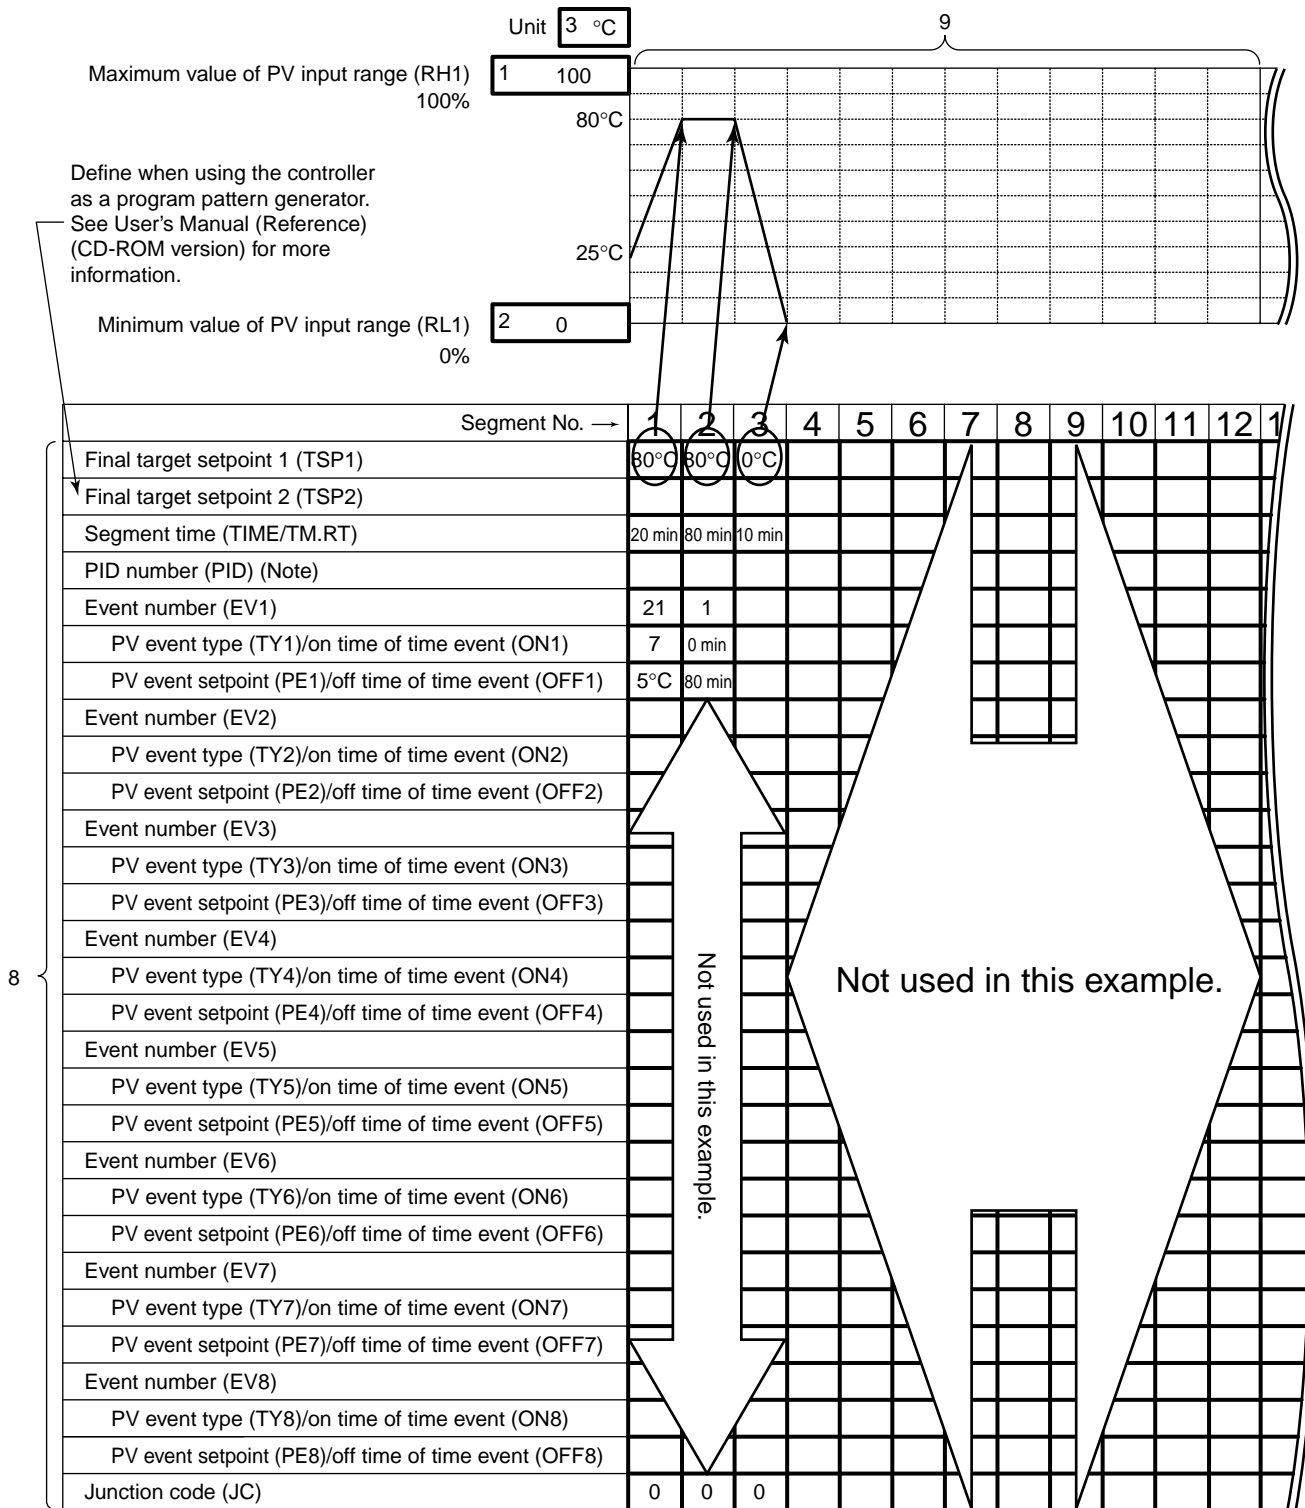 Unit 3 °C
9
Maximum value of PV input range (RH1) 1 100
100%
80°C
Define when using the controller
as a program pattern generator.
See User's Manual (Reference)
(CD-ROM version) for more
information.
25°C
Minimum value of PV input range (RL1) 2 0
0%
Segment No. → 1 2 3 4 5 6 7 8 9 10 11 12 1
Final target setpoint 1 (TSP1) 80°C 80°C 0°C
Final target setpoint 2 (TSP2)
Segment time (TIME/TM.RT) 20 min 80 min 10 min
PID number (PID) (Note)
Event number (EV1) 21 1
PV event type (TY1)/on time of time event (ON1) 7 0 min
PV event setpoint (PE1)/off time of time event (OFF1) 5°C 80 min
Event number (EV2)
PV event type (TY2)/on time of time event (ON2)
PV event setpoint (PE2)/off time of time event (OFF2)
Event number (EV3)
PV event type (TY3)/on time of time event (ON3)
PV event setpoint (PE3)/off time of time event (OFF3)
Event number (EV4)
8
PV event type (TY4)/on time of time event (ON4)
Not used in this example.
Not used in this example.
PV event setpoint (PE4)/off time of time event (OFF4)
Event number (EV5)
PV event type (TY5)/on time of time event (ON5)
PV event setpoint (PE5)/off time of time event (OFF5)
Event number (EV6)
PV event type (TY6)/on time of time event (ON6)
PV event setpoint (PE6)/off time of time event (OFF6)
Event number (EV7)
PV event type (TY7)/on time of time event (ON7)
PV event setpoint (PE7)/off time of time event (OFF7)
Event number (EV8)
PV event type (TY8)/on time of time event (ON8)
PV event setpoint (PE8)/off time of time event (OFF8)
Junction code (JC) 0 0 0